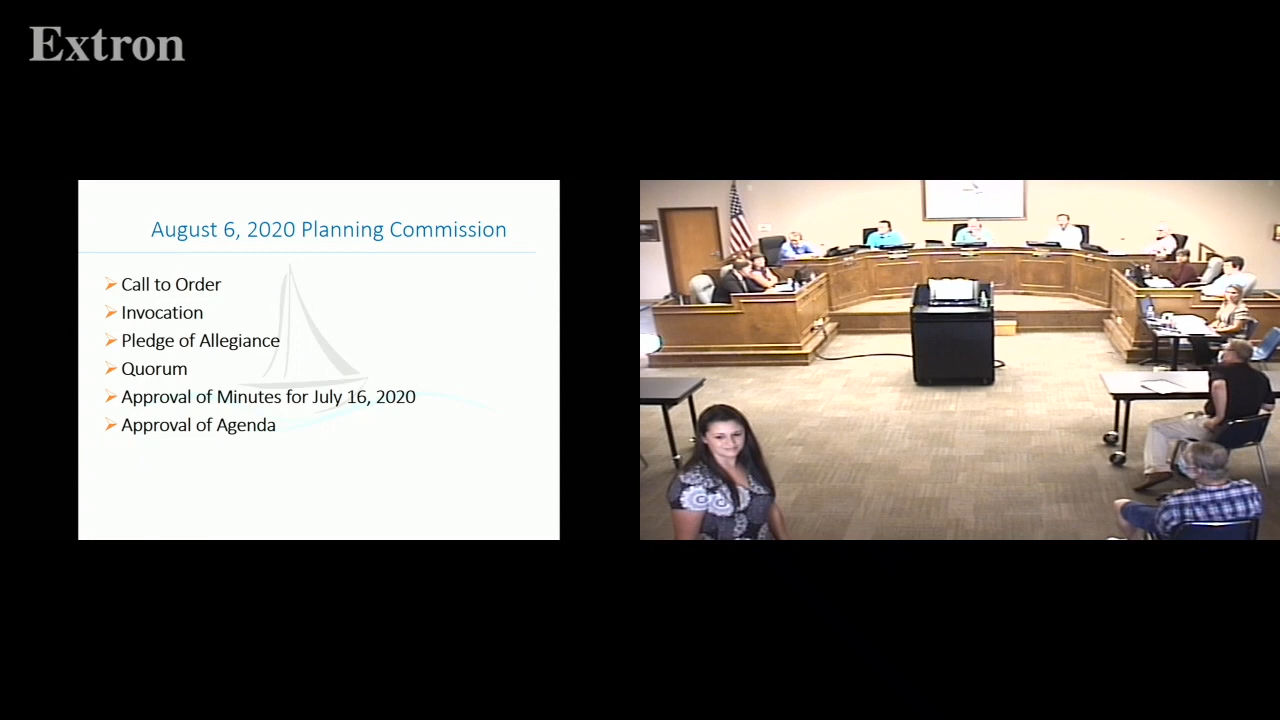 Extron
August 6, 2020 Planning Commission
Call to Order
Invocation
Pledge of Allegiance
Quorum
Approval of Minutes for July 16, 2020
Approval of Agenda